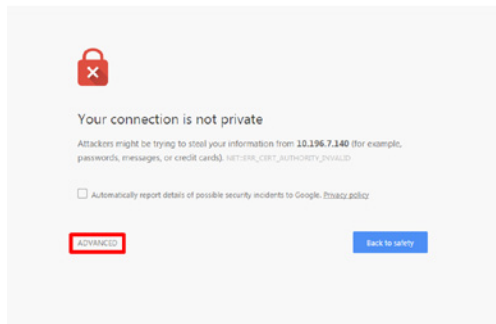 Your connection is not private
Attackers might be trying to steal your information from 10.196.7.140 (for example,
passwords, messages, or credit cards). NET::ERR_CERT_AUTHORITY_INVALID
Automatically report details of possible security incidents to Google. Privacy policy
ADVANCED
Back to safety